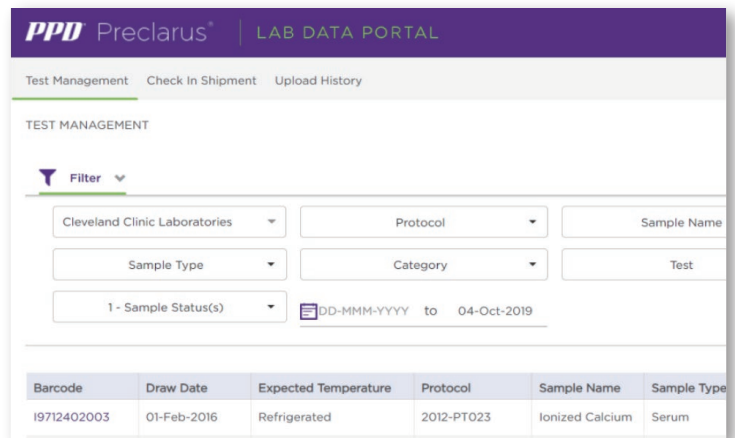 PPD® Preclarus® | LAB DATA PORTAL
Test Management Check In Shipment Upload History
TEST MANAGEMENT
Filter
Cleveland Clinic Laboratories Protocol Sample Name
Sample Type Category Test
1 - Sample Status(s) DD-MMM-YYYY to 04-Oct-2019
Barcode Draw Date Expected Temperature Protocol Sample Name Sample Type
I9712402003 01-Feb-2016 Refrigerated 2012-PT023 Ionized Calcium Serum